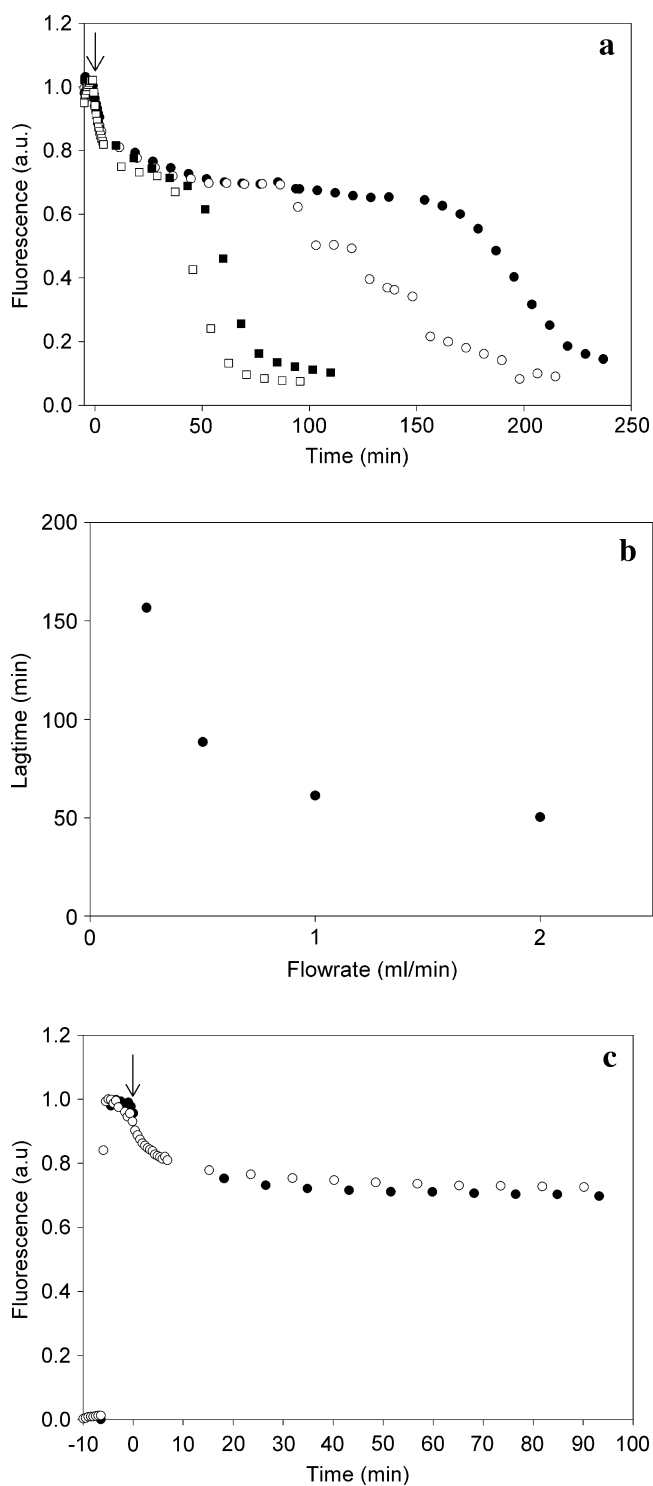 a
1.2
1.0
0.8
0.6
0.4
0.2
0.0
Fluorescence (a.u.)
0 50 100 150 200 250
Time (min)
b
200
150
100
50
0
Lagtime (min)
0 1 2
Flowrate (ml/min)
c
1.2
1.0
0.8
0.6
0.4
0.2
0.0
Fluorescence (a.u)
-10 0 10 20 30 40 50 60 70 80 90 100
Time (min)